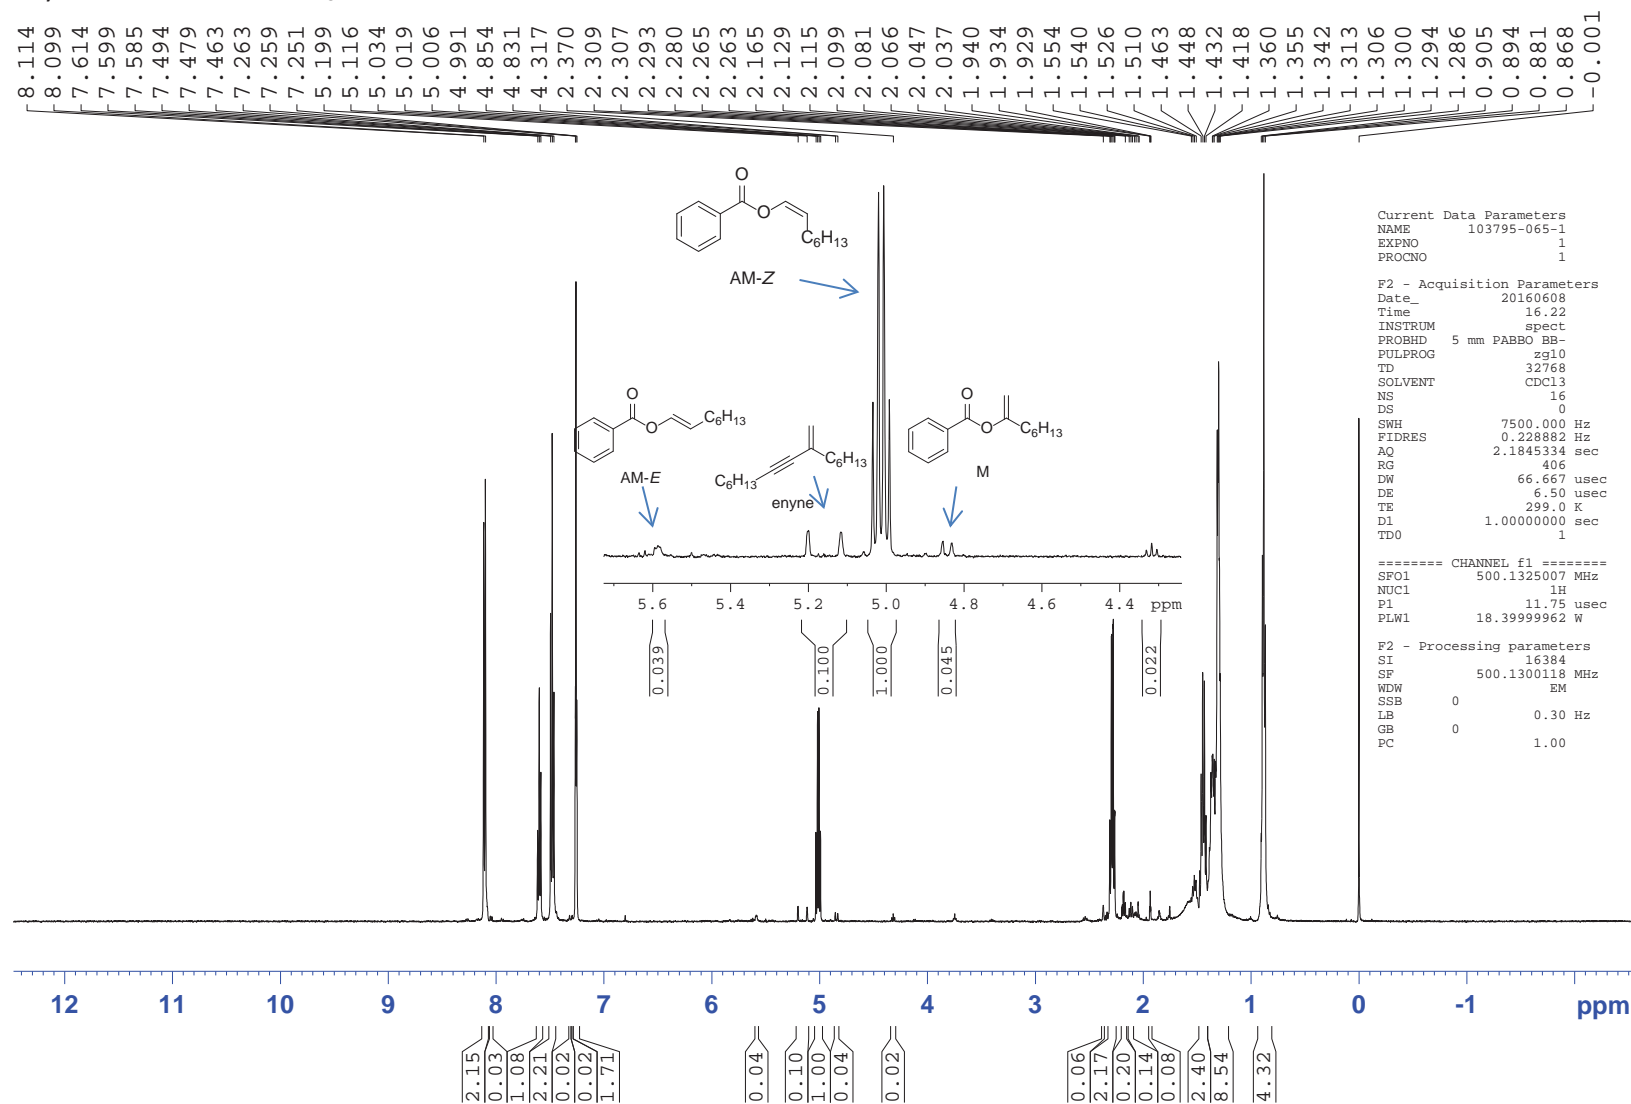 8.114
8.099
7.614
7.599
7.585
7.494
7.479
7.463
7.263
7.259
7.251
5.199
5.116
5.034
5.019
5.006
4.991
4.854
4.831
4.317
2.370
2.309
2.307
2.293
2.280
2.265
2.263
2.165
2.129
2.115
2.099
2.081
2.066
2.047
2.037
1.940
1.934
1.929
1.554
1.540
1.526
1.510
1.463
1.448
1.432
1.418
1.360
1.355
1.342
1.313
1.306
1.300
1.294
1.286
0.905
0.894
0.881
0.868
-0.001
O
O
C6H13
AM-Z
O
O
C6H13
AM-E
C6H13
C6H13
enyne
O
O
C6H13
M
5.6 5.4 5.2 5.0 4.8 4.6 4.4 ppm
0.039
0.100
1.000
0.045
0.022
Current Data Parameters
NAME 103795-065-1
EXPNO 1
PROCNO 1
F2 - Acquisition Parameters
Date_ 20160608
Time 16.22
INSTRUM spect
PROBHD 5 mm PABBO BB-
PULPROG zg10
TD 32768
SOLVENT CDCl3
NS 16
DS 0
SWH 7500.000 Hz
FIDRES 0.228882 Hz
AQ 2.1845334 sec
RG 406
DW 66.667 usec
DE 6.50 usec
TE 299.0 K
D1 1.00000000 sec
TD0 1
======== CHANNEL f1 ========
SFO1 500.1325007 MHz
NUC1 1H
P1 11.75 usec
PLW1 18.39999962 W
F2 - Processing parameters
SI 16384
SF 500.1300118 MHz
WDW EM
SSB 0
LB 0.30 Hz
GB 0
PC 1.00
12 11 10 9 8 7 6 5 4 3 2 1 0 -1 ppm
2.15
0.03
1.08
2.21
0.02
0.02
1.71
0.04
0.10
1.00
0.04
0.02
0.06
2.17
0.20
0.14
0.08
2.40
8.54
4.32